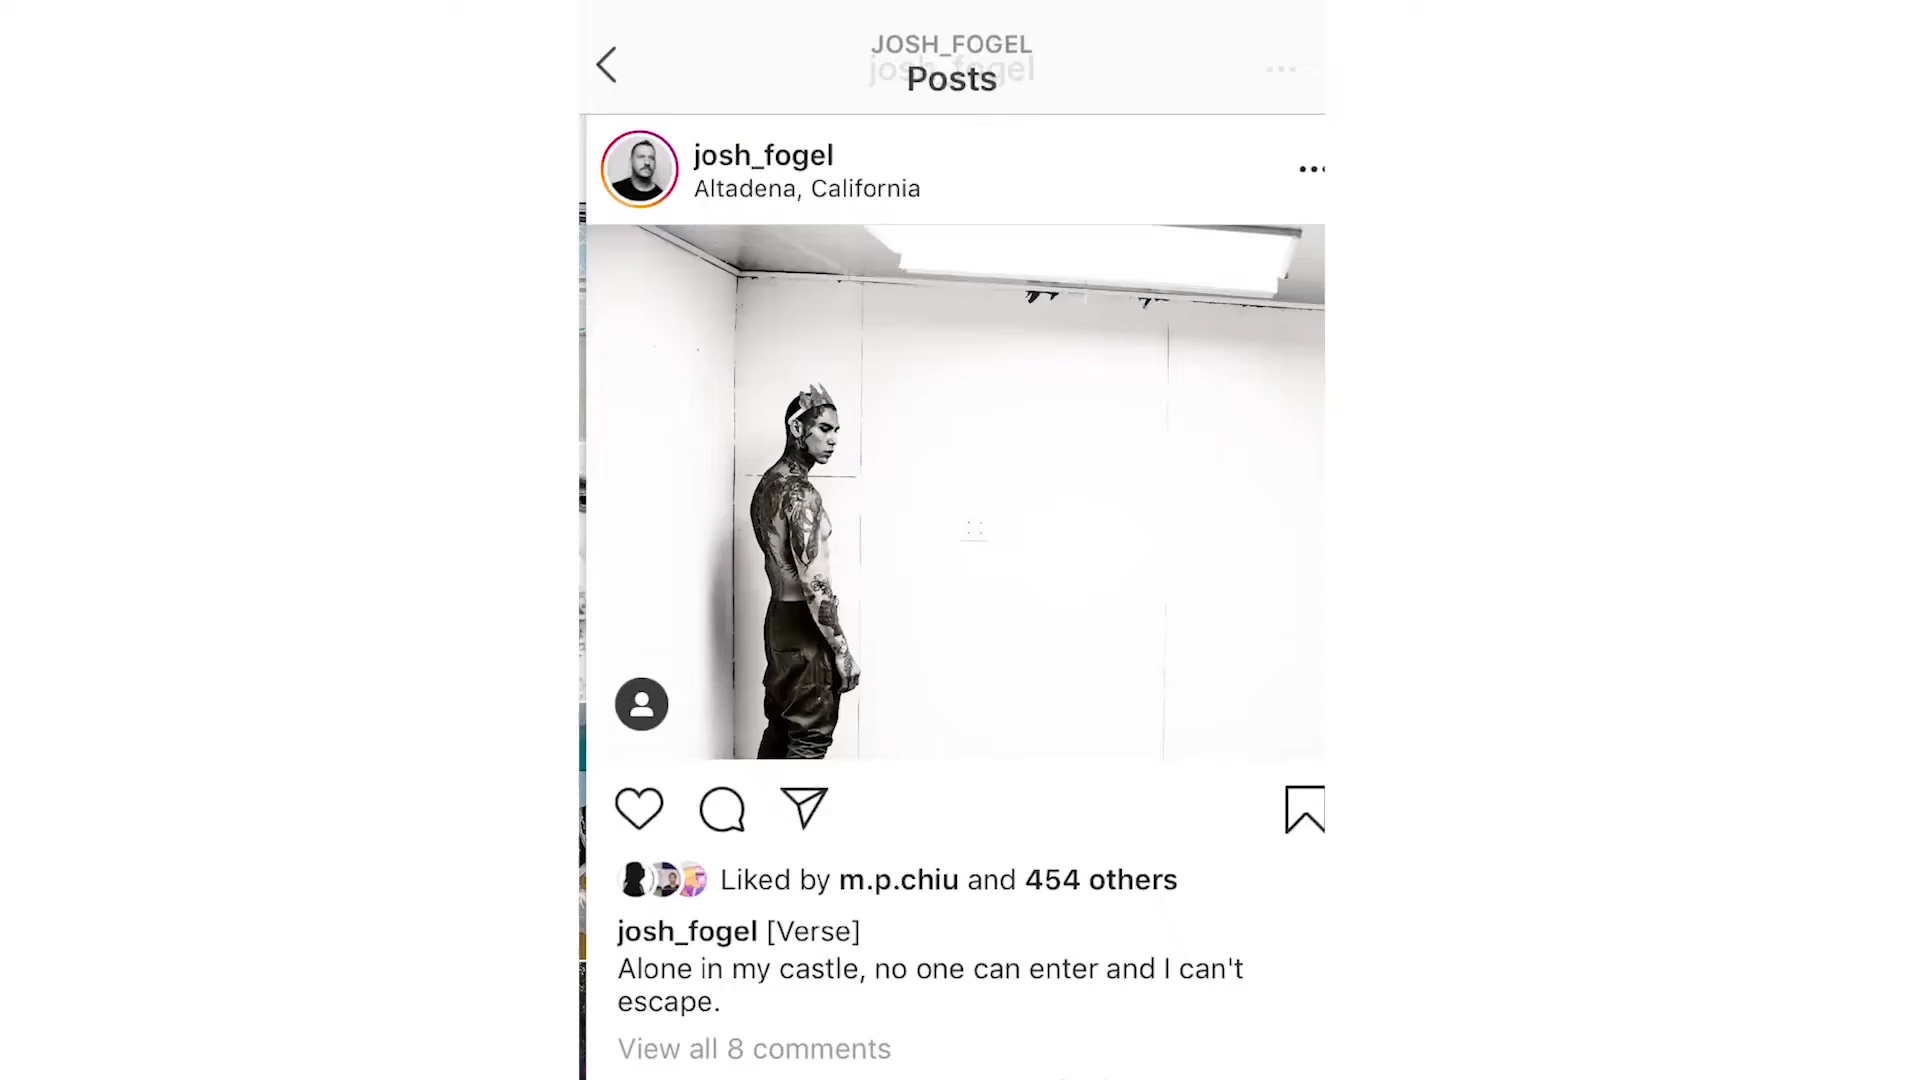 JOSH_FOGEL
josh_fogel
Posts
josh_fogel
Altadena, California
Liked by m.p.chiu and 454 others
josh_fogel [Verse]
Alone in my castle, no one can enter and I can't
escape.
View all 8 comments